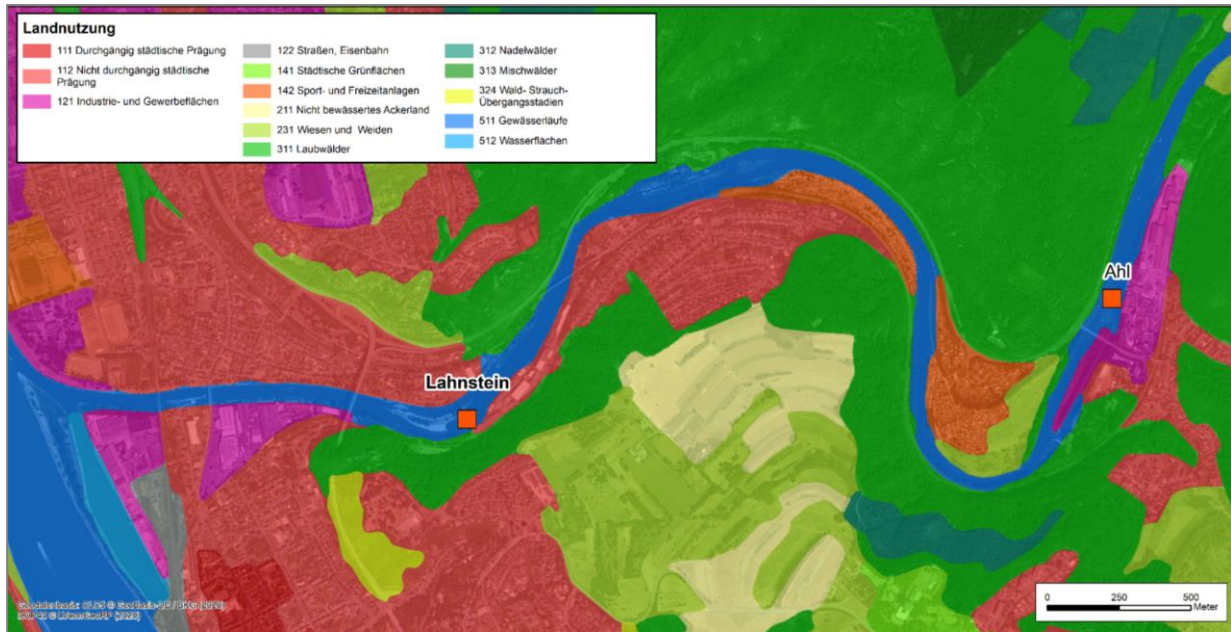 Landnutzung
111 Durchgängig städtische Prägung
112 Nicht durchgängig städtische
Prägung
121 Industrie- und Gewerbeflächen
122 Straßen, Eisenbahn
141 Städtische Grünflächen
142 Sport- und Freizeitanlagen
211 Nicht bewässertes Ackerland
231 Wiesen und Weiden
311 Laubwälder
312 Nadelwälder
313 Mischwälder
324 Wald- Strauch-
Übergangsstadien
511 Gewässerläufe
512 Wasserflächen
Ahl
Lahnstein
0 250 500
Meter